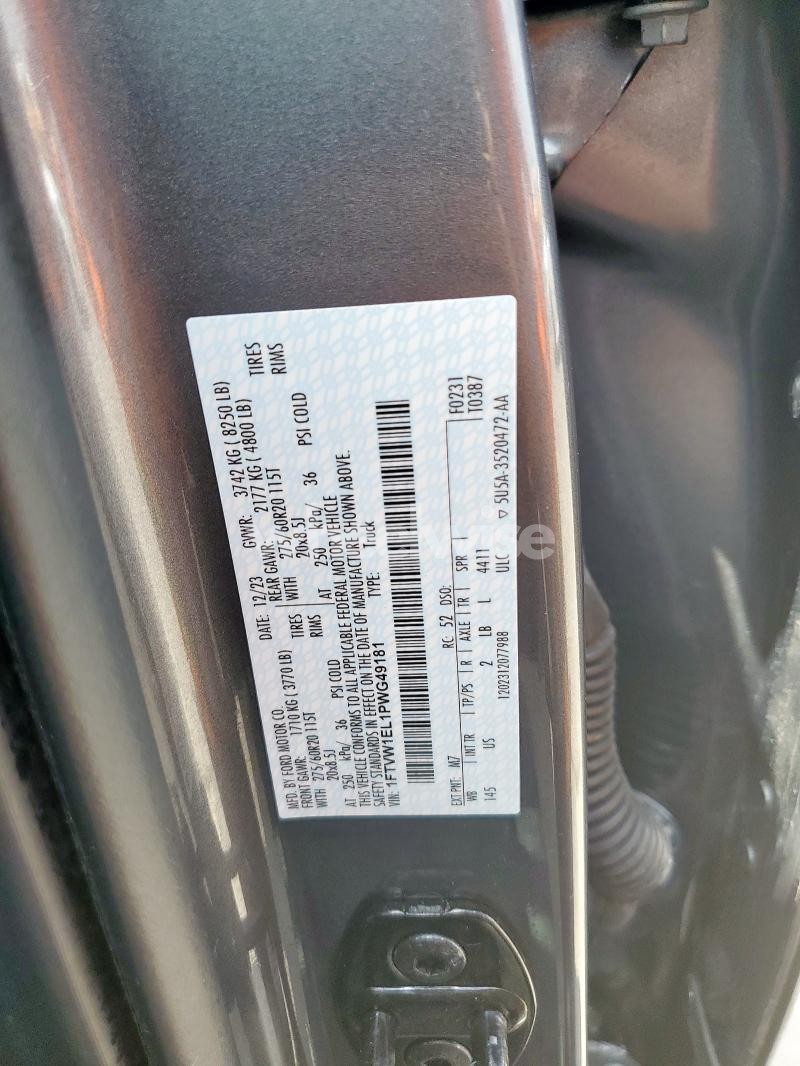 MFD. BY FORD MOTOR CO.
DATE: 12/23 GVWR: 3742 KG ( 8250 LB)
FRONT GAWR: 1710 KG ( 3770 LB) REAR GAWR: 2177 KG ( 4800 LB)
WITH 275/60R20 115T TIRES WITH 275/60R20 115T TIRES
20x8.5J RIMS 20x8.5J RIMS
AT 250 kPa/ 36 PSI COLD AT 250 kPa/ 36 PSI COLD
THIS VEHICLE CONFORMS TO ALL APPLICABLE FEDERAL MOTOR VEHICLE
SAFETY STANDARDS IN EFFECT ON THE DATE OF MANUFACTURE SHOWN ABOVE.
VIN: 1FTVW1EL1PWG49181 TYPE: Truck
F0231
T0387
EXT PNT: M7 RC: 52 DSO:
WB INT TR TP/PS R AXLE TR SPR
145 US 2 LB L 4411
1202312077988 ULC ▽ 5U5A-3520472-AA